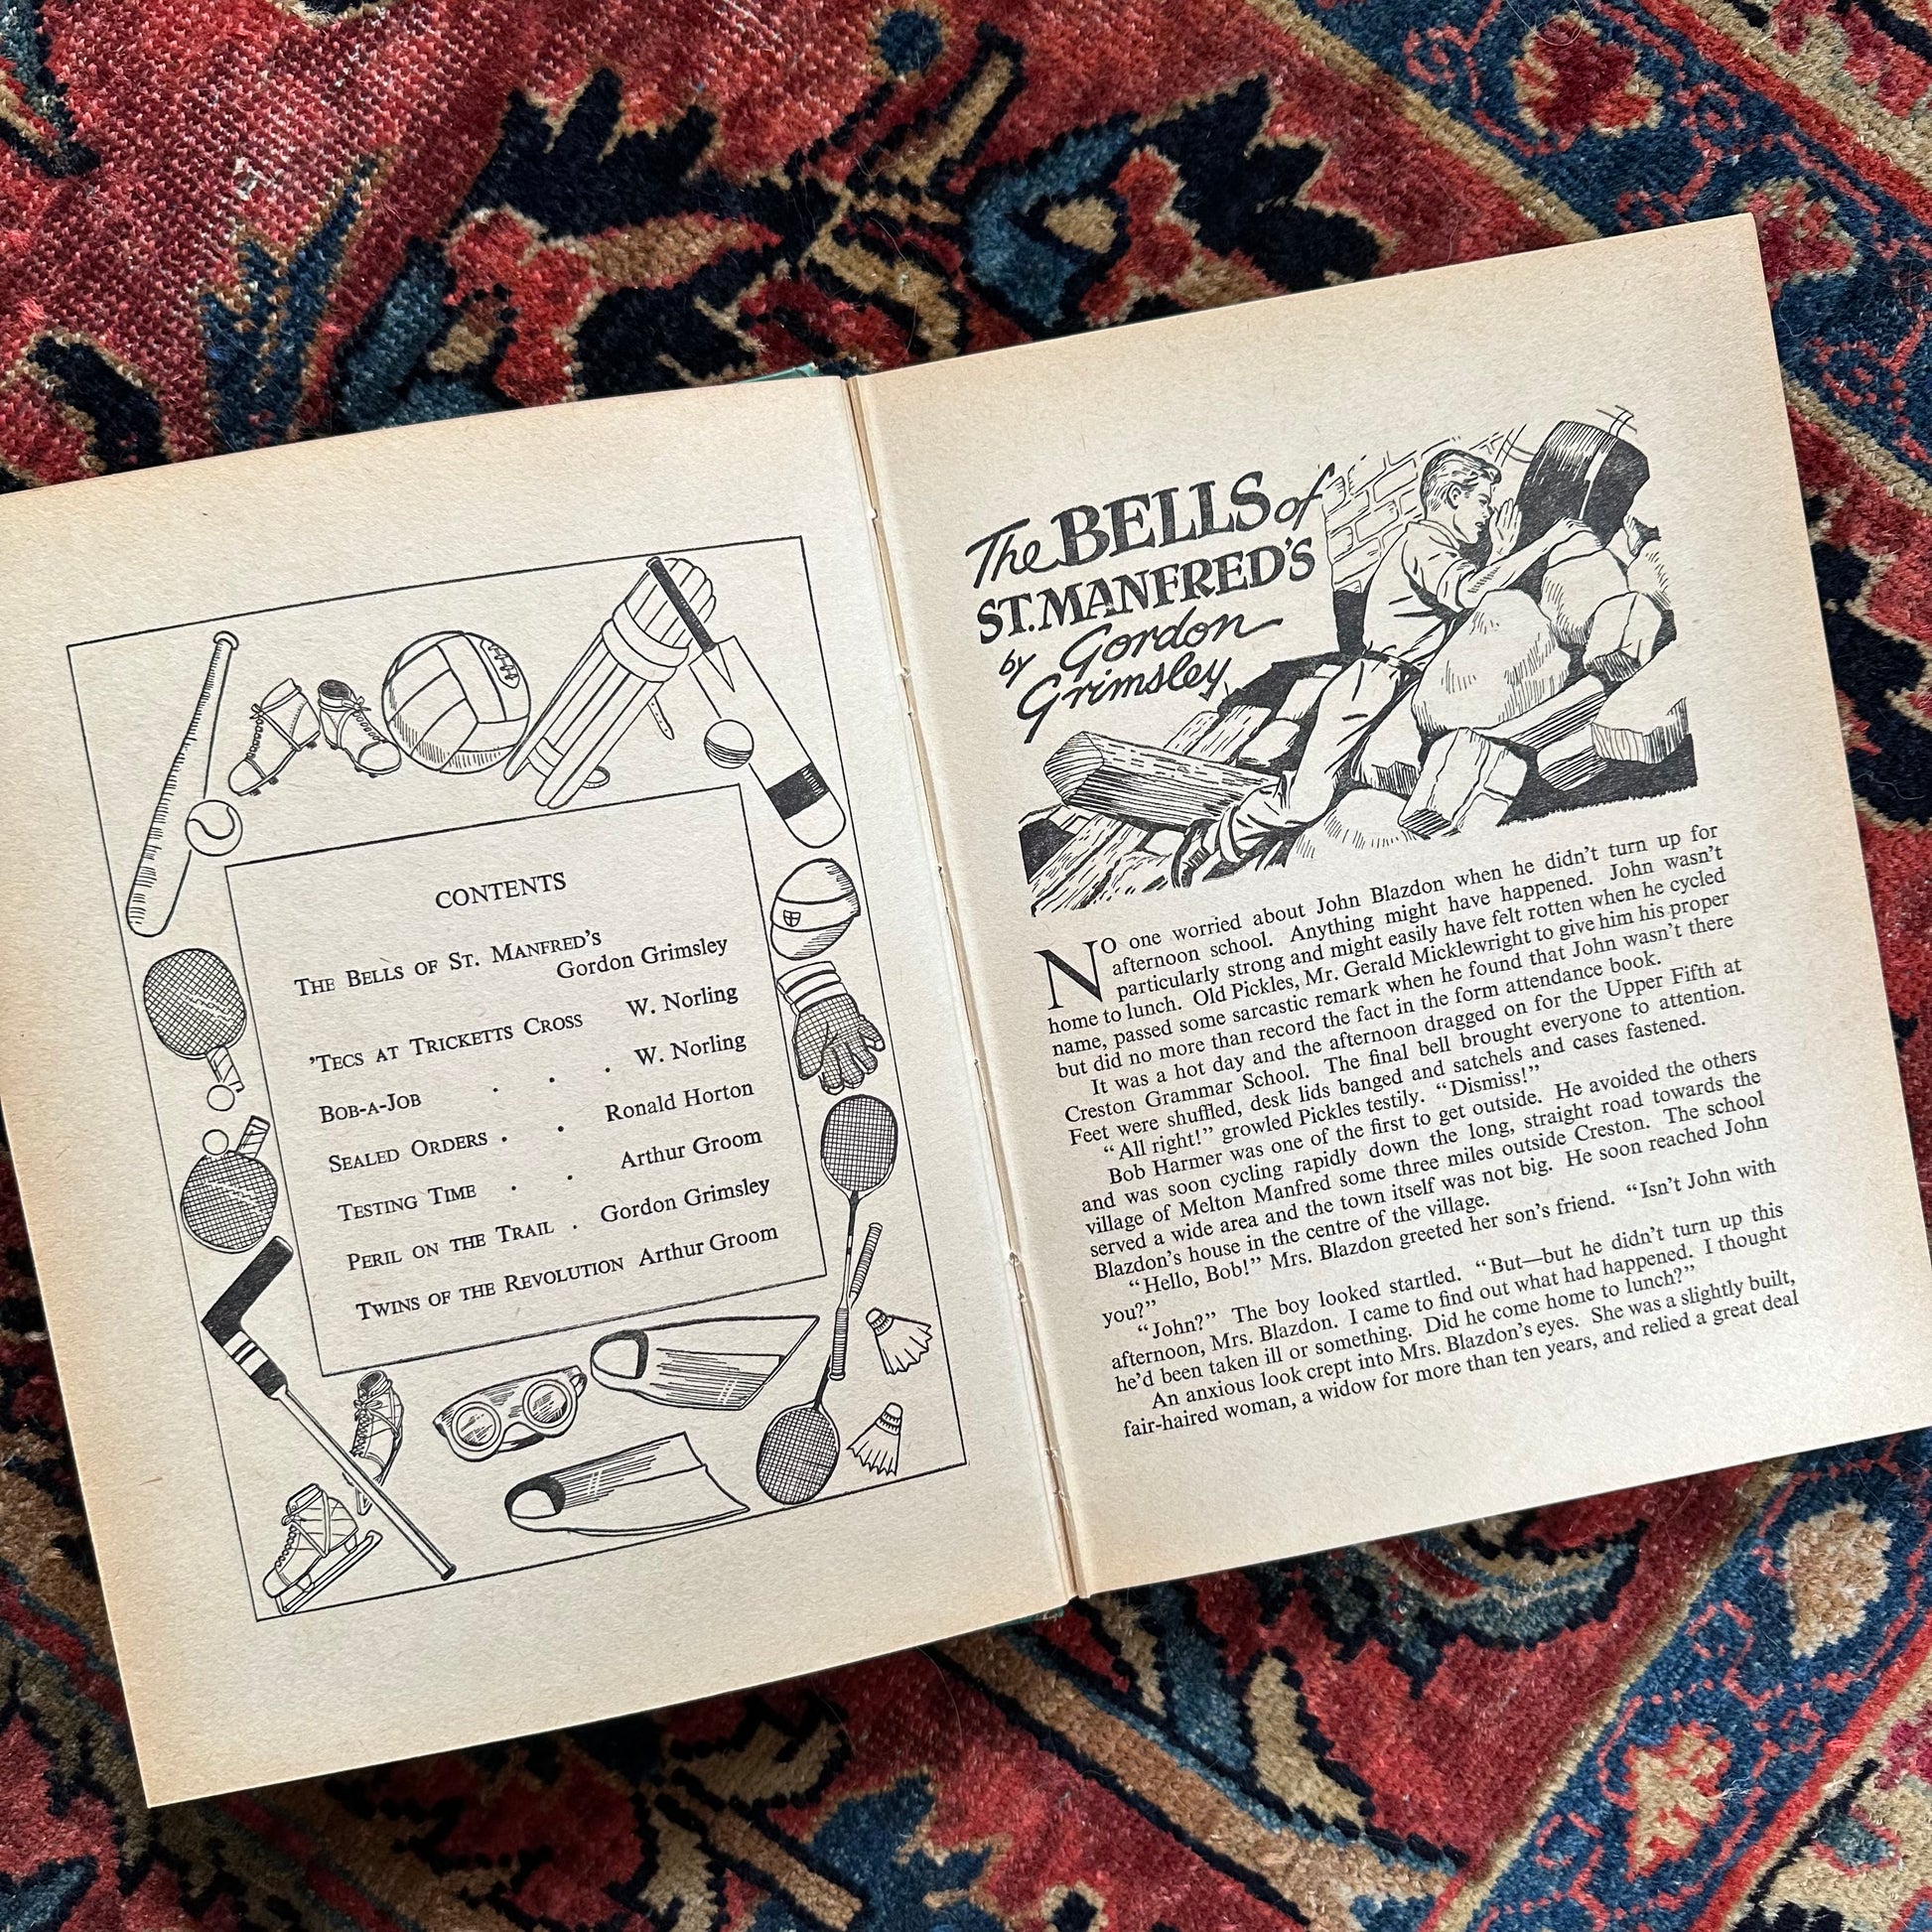 CONTENTS
THE BELLS OF ST. MANFRED'S
Gordon Grimsley
'TECS AT TRICKETTS CROSS W. Norling
BOB-A-JOB . . . W. Norling
SEALED ORDERS . . Ronald Horton
TESTING TIME . . Arthur Groom
PERIL ON THE TRAIL . Gordon Grimsley
TWINS OF THE REVOLUTION Arthur Groom
The BELLS of
ST. MANFRED'S
by Gordon
Grimsley
NO one worried about John Blazdon when he didn't turn up for
afternoon school. Anything might have happened. John wasn't
particularly strong and might easily have felt rotten when he cycled
home to lunch. Old Pickles, Mr. Gerald Micklewright to give him his proper
name, passed some sarcastic remark when he found that John wasn't there
but did no more than record the fact in the form attendance book.
It was a hot day and the afternoon dragged on for the Upper Fifth at
Creston Grammar School. The final bell brought everyone to attention.
Feet were shuffled, desk lids banged and satchels and cases fastened.
"All right!" growled Pickles testily. "Dismiss!"
Bob Harmer was one of the first to get outside. He avoided the others
and was soon cycling rapidly down the long, straight road towards the
village of Melton Manfred some three miles outside Creston. The school
served a wide area and the town itself was not big. He soon reached John
Blazdon's house in the centre of the village.
"Hello, Bob!" Mrs. Blazdon greeted her son's friend. "Isn't John with
you?"
"John?" The boy looked startled. "But—but he didn't turn up this
afternoon, Mrs. Blazdon. I came to find out what had happened. I thought
he'd been taken ill or something. Did he come home to lunch?"
An anxious look crept into Mrs. Blazdon's eyes. She was a slightly built,
fair-haired woman, a widow for more than ten years, and relied a great deal